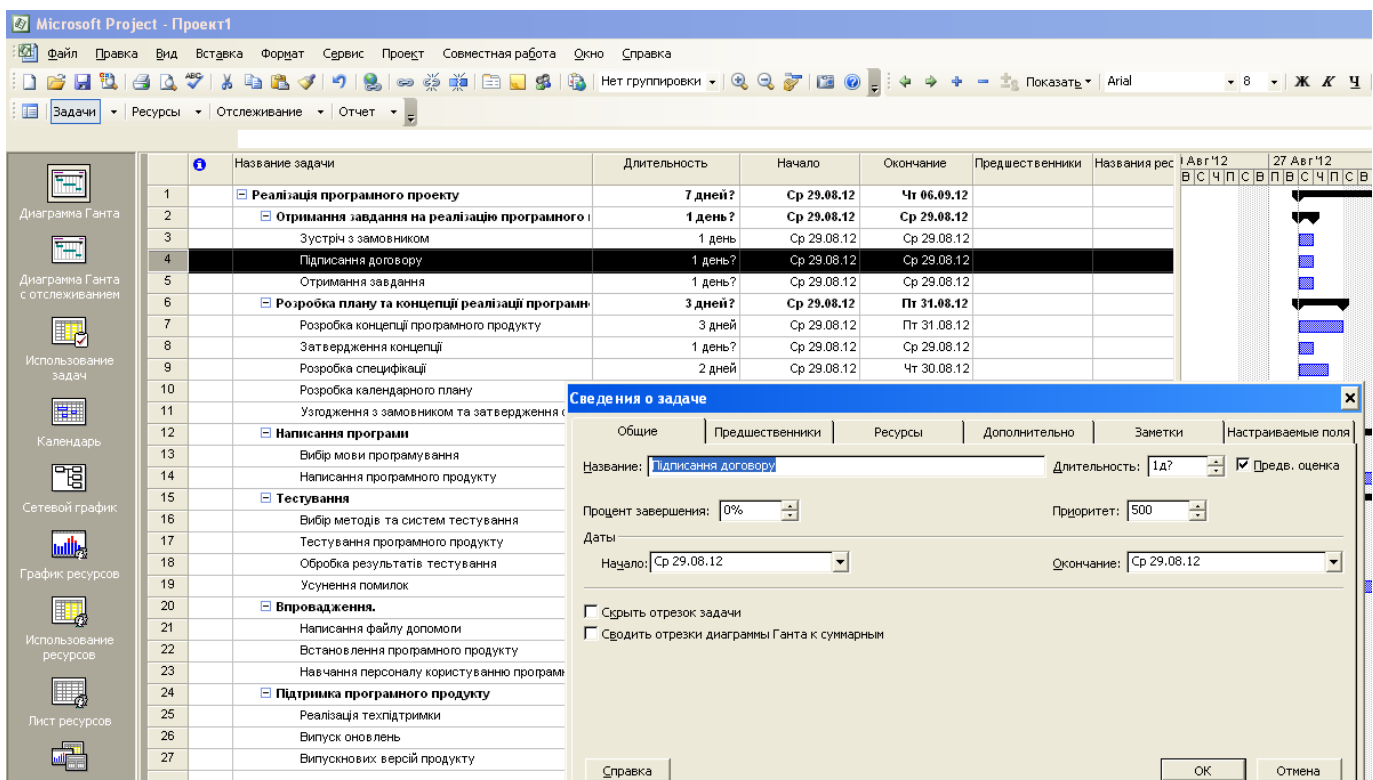 Microsoft Project - Проект1
Файл Правка Вид Вставка Формат Сервис Проект Совместная работа Окно Справка
Нет группировки Показать Arial 8 Ж К Ч
Задачи Ресурсы Отслеживание Отчет
Название задачи Длительность Начало Окончание Предшественники Названия рес Авг'12 27 Авг'12
В С Ч П С В П В С Ч П С В
1 Реалізація програмного проекту 7 дней? Ср 29.08.12 Чт 06.09.12
2 Отримання завдання на реалізацію програмного 1 день? Ср 29.08.12 Ср 29.08.12
3 Зустріч з замовником 1 день Ср 29.08.12 Ср 29.08.12
4 Підписання договору 1 день? Ср 29.08.12 Ср 29.08.12
5 Отримання завдання 1 день? Ср 29.08.12 Ср 29.08.12
6 Розробка плану та концепції реалізації програмн 3 дней? Ср 29.08.12 Пт 31.08.12
7 Розробка концепції програмного продукту 3 дней Ср 29.08.12 Пт 31.08.12
8 Затвердження концепції 1 день? Ср 29.08.12 Ср 29.08.12
9 Розробка специфікації 2 дней Ср 29.08.12 Чт 30.08.12
10 Розробка календарного плану
11 Узгодження з замовником та затвердження
12 Написання програми
13 Вибір мови програмування
14 Написання програмного продукту
15 Тестування
16 Вибір методів та систем тестування
17 Тестування програмного продукту
18 Обробка результатів тестування
19 Усунення помилок
20 Впровадження.
21 Написання файлу допомоги
22 Встановлення програмного продукту
23 Навчання персоналу користуванню програмн
24 Підтримка програмного продукту
25 Реалізація техпідтримки
26 Випуск оновлень
27 Випускнових версій продукту
Диаграмма Ганта
Диаграмма Ганта
с отслеживанием
Использование
задач
Календарь
Сетевой график
График ресурсов
Использование
ресурсов
Лист ресурсов
Сведения о задаче
Общие Предшественники Ресурсы Дополнительно Заметки Настраиваемые поля
Название: Підписання договору Длительность: 1д? Предв. оценка
Процент завершения: 0% Приоритет: 500
Даты
Начало: Ср 29.08.12 Окончание: Ср 29.08.12
Скрыть отрезок задачи
Сводить отрезки диаграммы Ганта к суммарным
Справка ОК Отмена